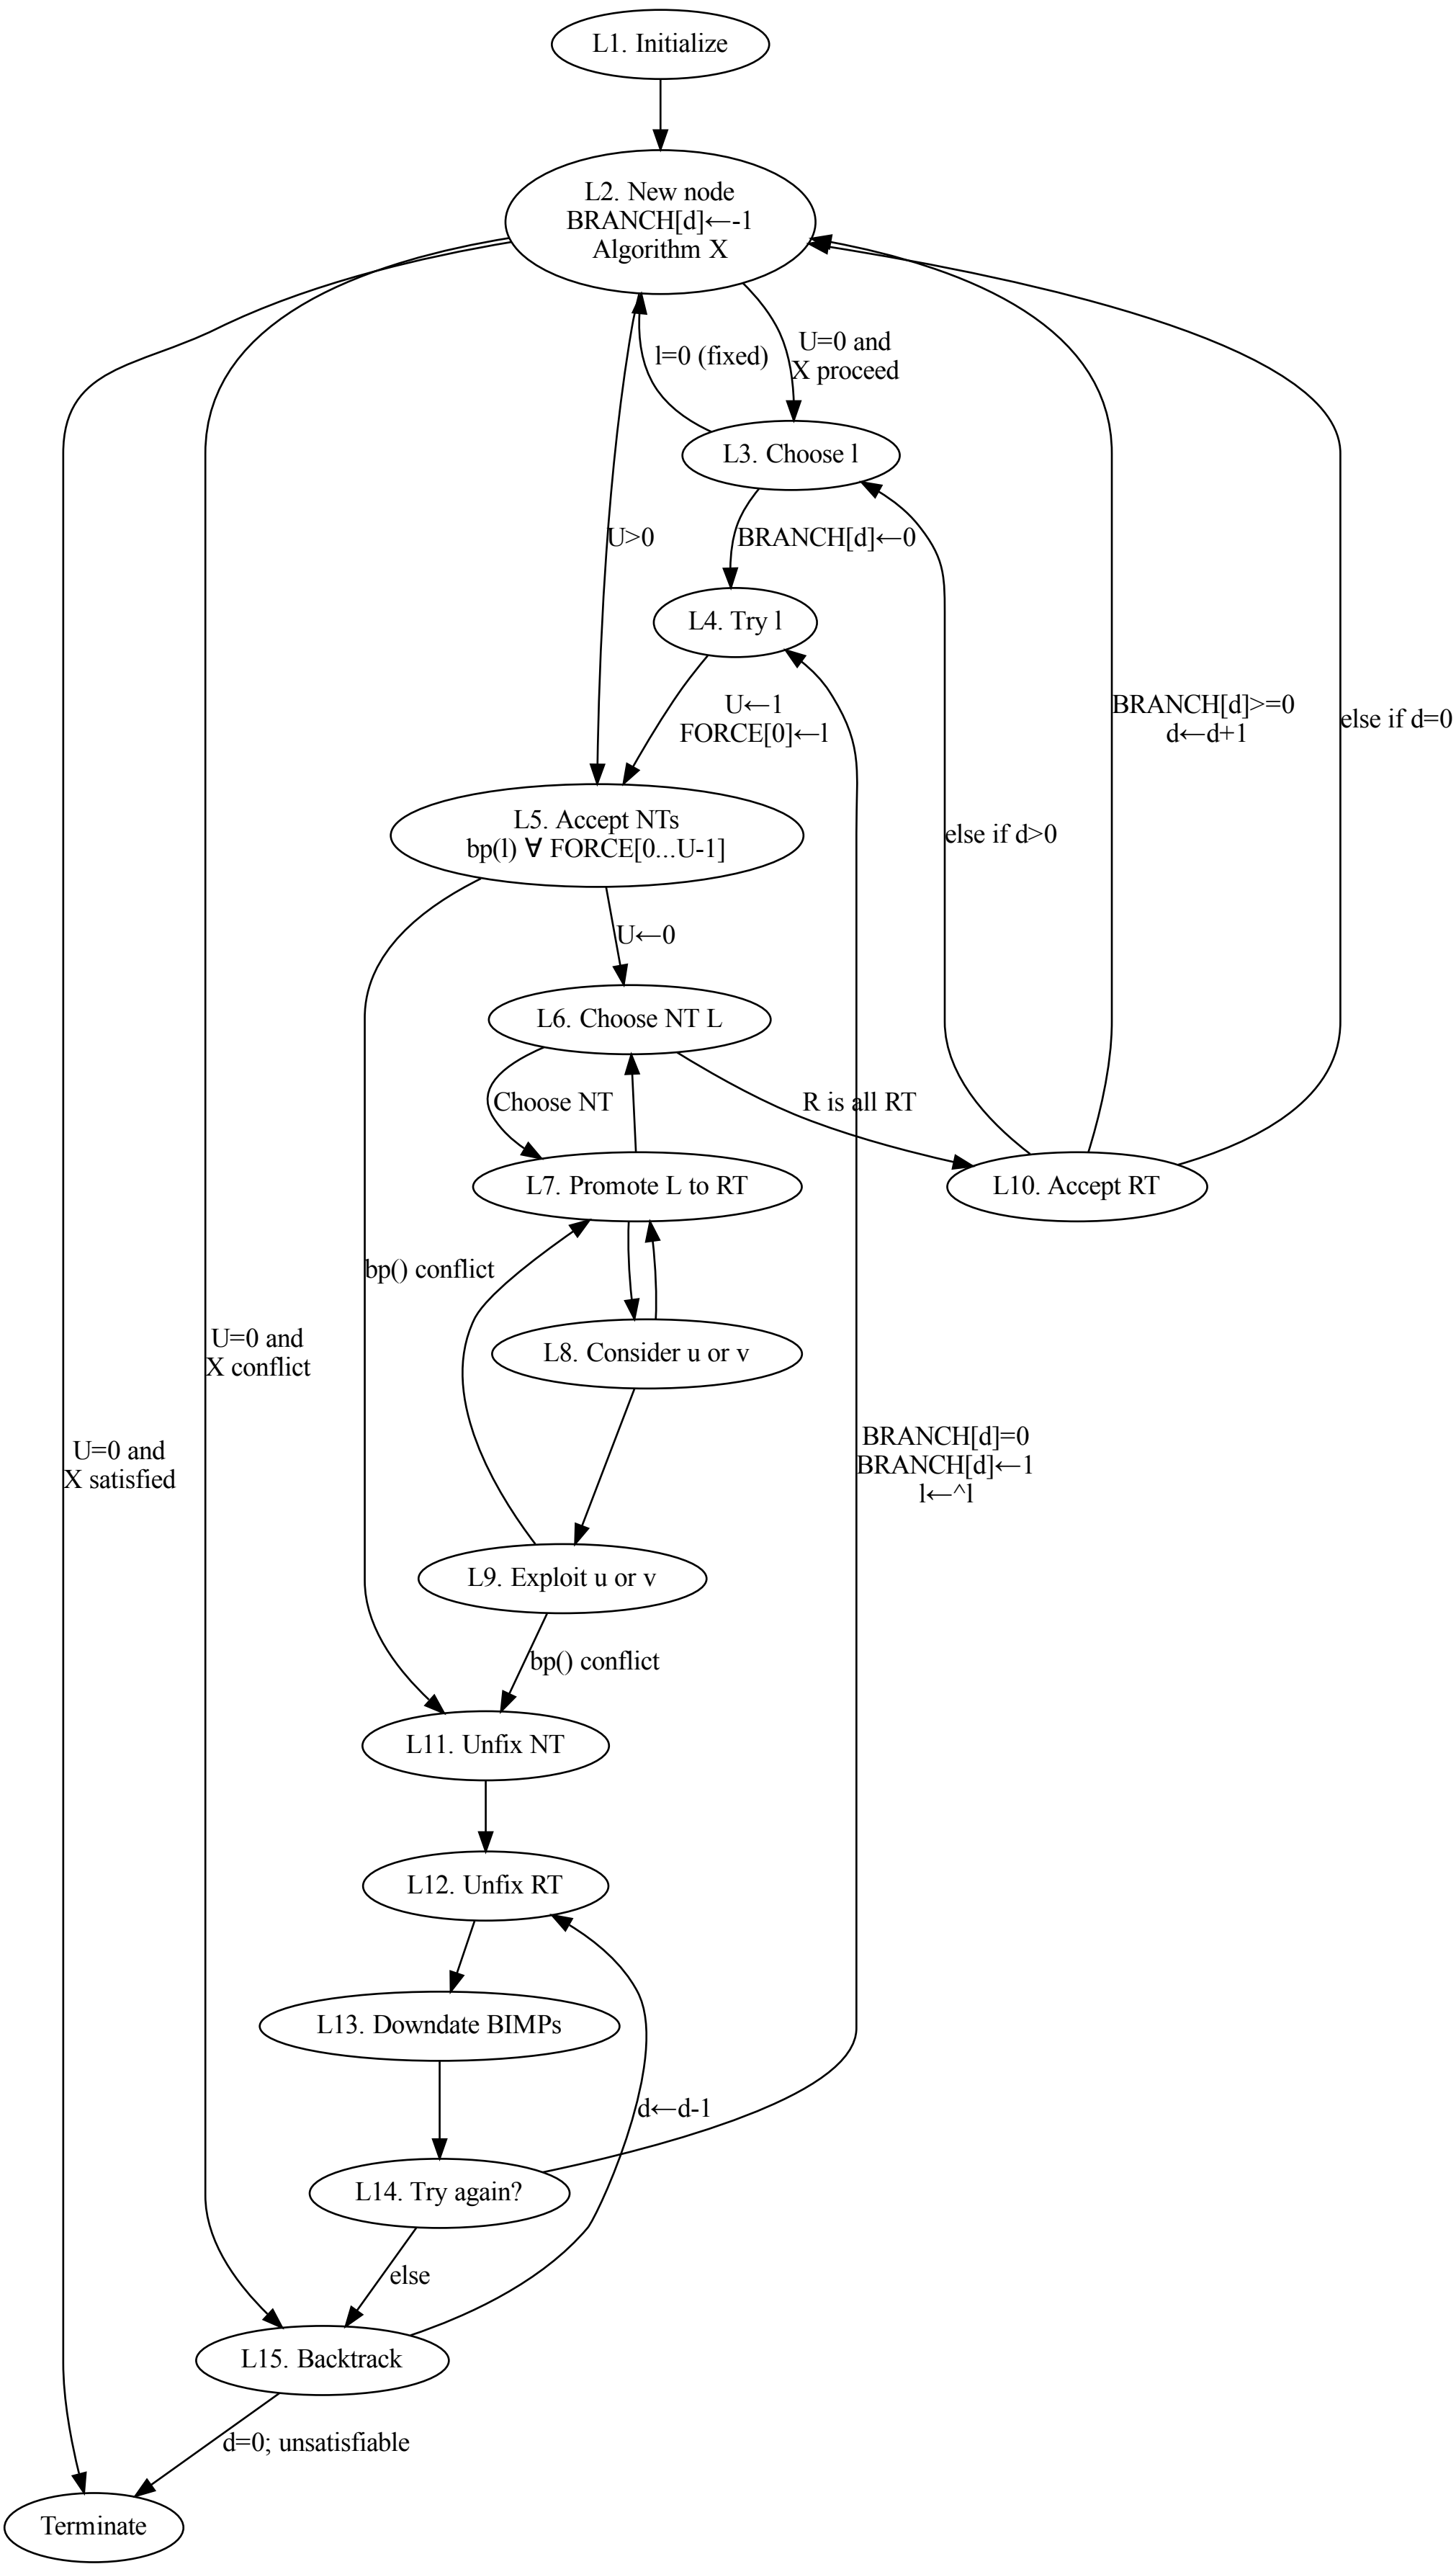 L1. Initialize
L2. New node
BRANCH[d]←-1
Algorithm X
l=0 (fixed)
U=0 and
X proceed
L3. Choose l
U>0
BRANCH[d]←0
L4. Try l
U←1
FORCE[0]←l
BRANCH[d]>=0
d←d+1
else if d=0
L5. Accept NTs
bp(l) ∀ FORCE[0...U-1]
else if d>0
U←0
L6. Choose NT L
Choose NT
R is all RT
L7. Promote L to RT
L10. Accept RT
bp() conflict
U=0 and
X conflict
L8. Consider u or v
U=0 and
X satisfied
BRANCH[d]=0
BRANCH[d]←1
l←^l
L9. Exploit u or v
bp() conflict
L11. Unfix NT
L12. Unfix RT
L13. Downdate BIMPs
d←d-1
L14. Try again?
else
L15. Backtrack
d=0; unsatisfiable
Terminate